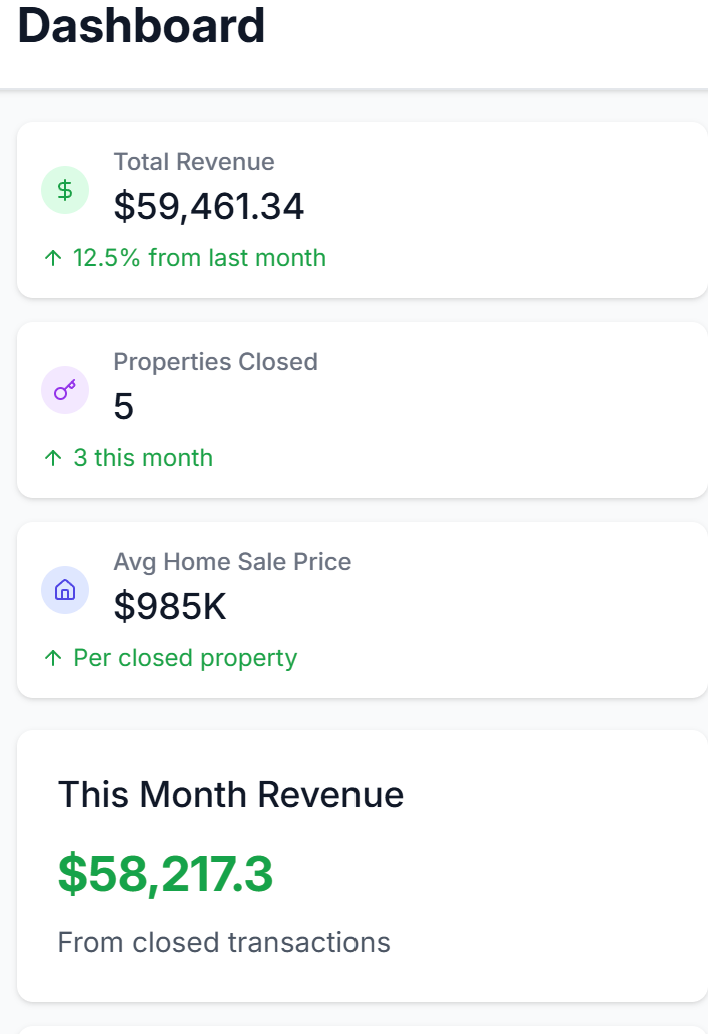 Dashboard
Total Revenue
$59,461.34
↑ 12.5% from last month
Properties Closed
5
↑ 3 this month
Avg Home Sale Price
$985K
↑ Per closed property
This Month Revenue
$58,217.3
From closed transactions